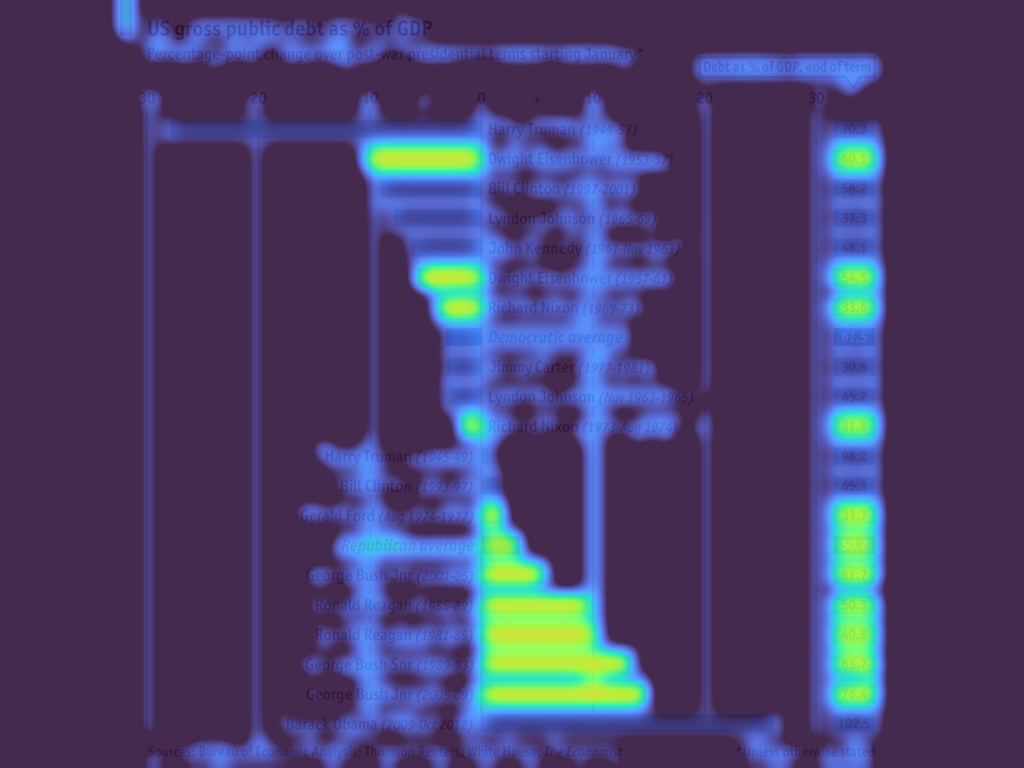 US gross public debt as % of GDP
Percentage-point change over post-war presidential terms starting January*
Debt as % of GDP, end of term
30 20 10 0 + 10 20 30
Harry Truman (1949-53) 70.3
Dwight Eisenhower (1953-57) 60.1
Bill Clinton (1997-2001) 56.2
Lyndon Johnson (1965-69) 37.3
John Kennedy (1961-Nov 1963) 48.1
Dwight Eisenhower (1957-61) 54.5
Richard Nixon (1969-73) 33.6
Democratic average 61.5
Jimmy Carter (1977-1981) 30.6
Lyndon Johnson (Nov 1963-1965) 45.2
Richard Nixon (1973-Aug 1974) 31.8
Harry Truman (1945-49) 98.2
Bill Clinton (1993-97) 65.3
Gerald Ford (Aug 1974-1977) 33.7
Republican average 50.7
George Bush Jnr (2001-05) 61.7
Ronald Reagan (1985-89) 50.3
Ronald Reagan (1981-85) 40.8
George Bush Snr (1989-93) 63.7
George Bush Jnr (2005-09) 76.4
Barack Obama (2009-Oct 2012) 102.5
Sources: Bureau of Economic Analysis; Thomson Reuters; White House; The Economist
*Unless otherwise stated